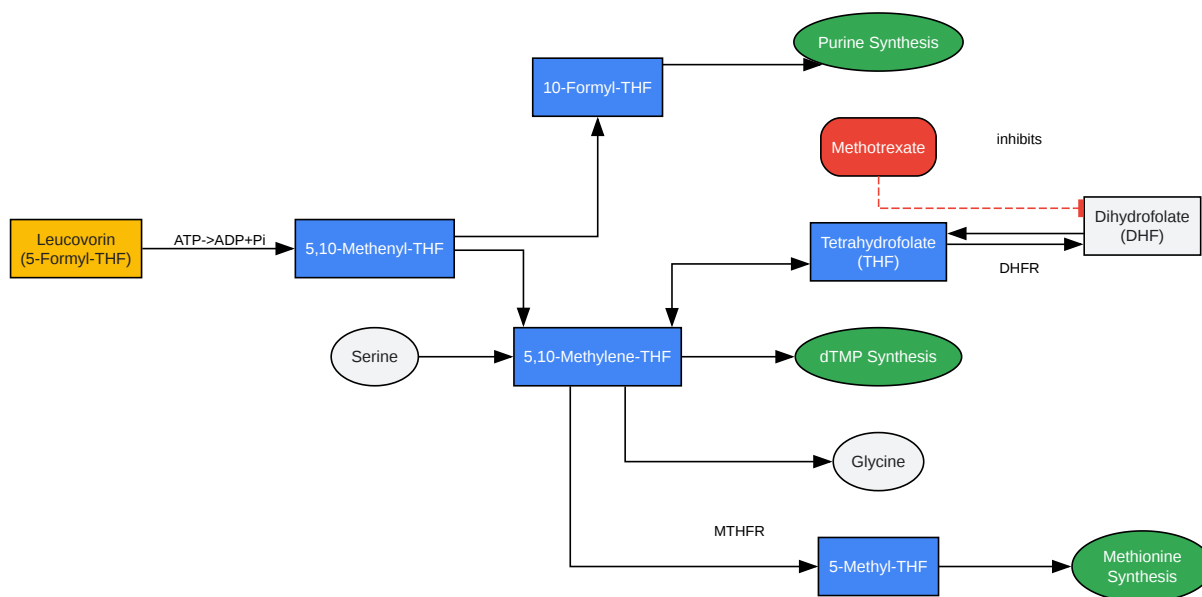 Purine Synthesis
10-Formyl-THF
Methotrexate
inhibits
Leucovorin
(5-Formyl-THF)
ATP->ADP+Pi
5,10-Methenyl-THF
Tetrahydrofolate
(THF)
Dihydrofolate
(DHF)
DHFR
Serine
5,10-Methylene-THF
dTMP Synthesis
Glycine
MTHFR
5-Methyl-THF
Methionine
Synthesis